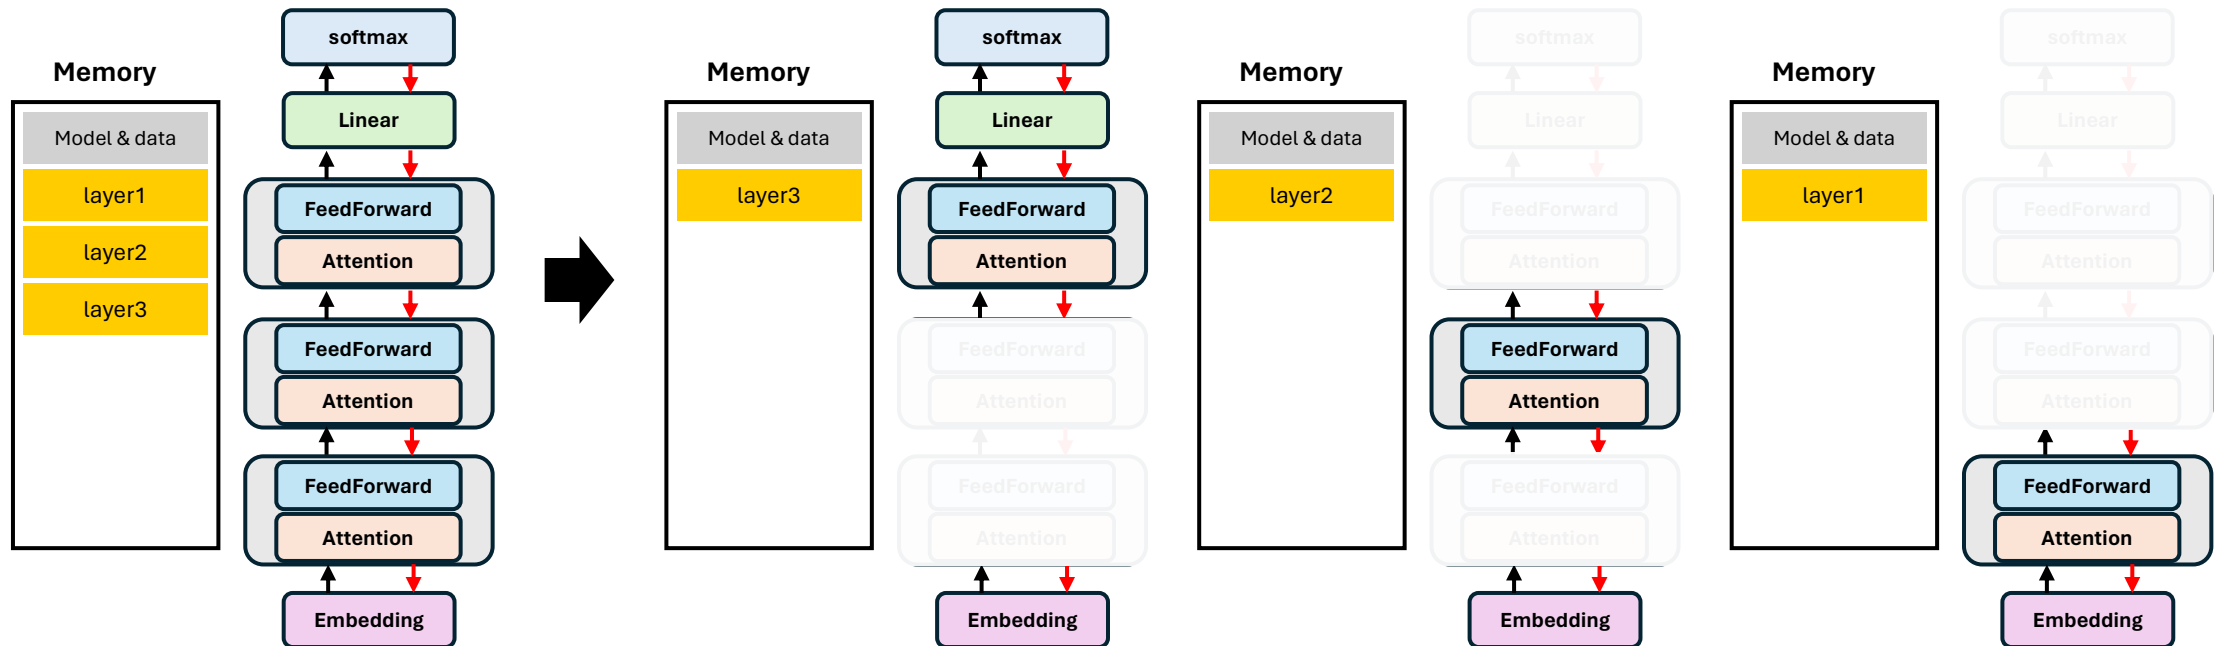 Memory
Model & data
layer1
layer2
layer3
softmax
Linear
FeedForward
Attention
FeedForward
Attention
FeedForward
Attention
Embedding
Memory
Model & data
layer3
softmax
Linear
FeedForward
Attention
FeedForward
Attention
FeedForward
Attention
Embedding
Memory
Model & data
layer2
softmax
Linear
FeedForward
Attention
FeedForward
Attention
FeedForward
Attention
Embedding
Memory
Model & data
layer1
softmax
Linear
FeedForward
Attention
FeedForward
Attention
FeedForward
Attention
Embedding